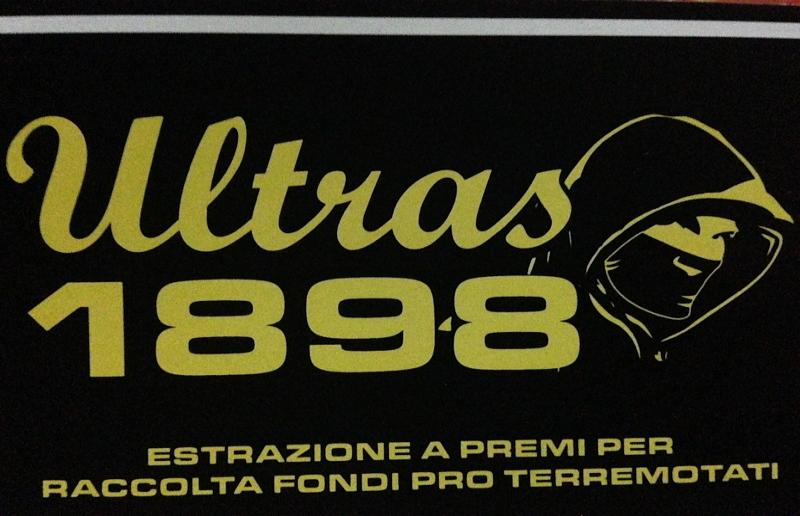 Ultras
1898
ESTRAZIONE A PREMI PER
RACCOLTA FONDI PRO TERREMOTATI